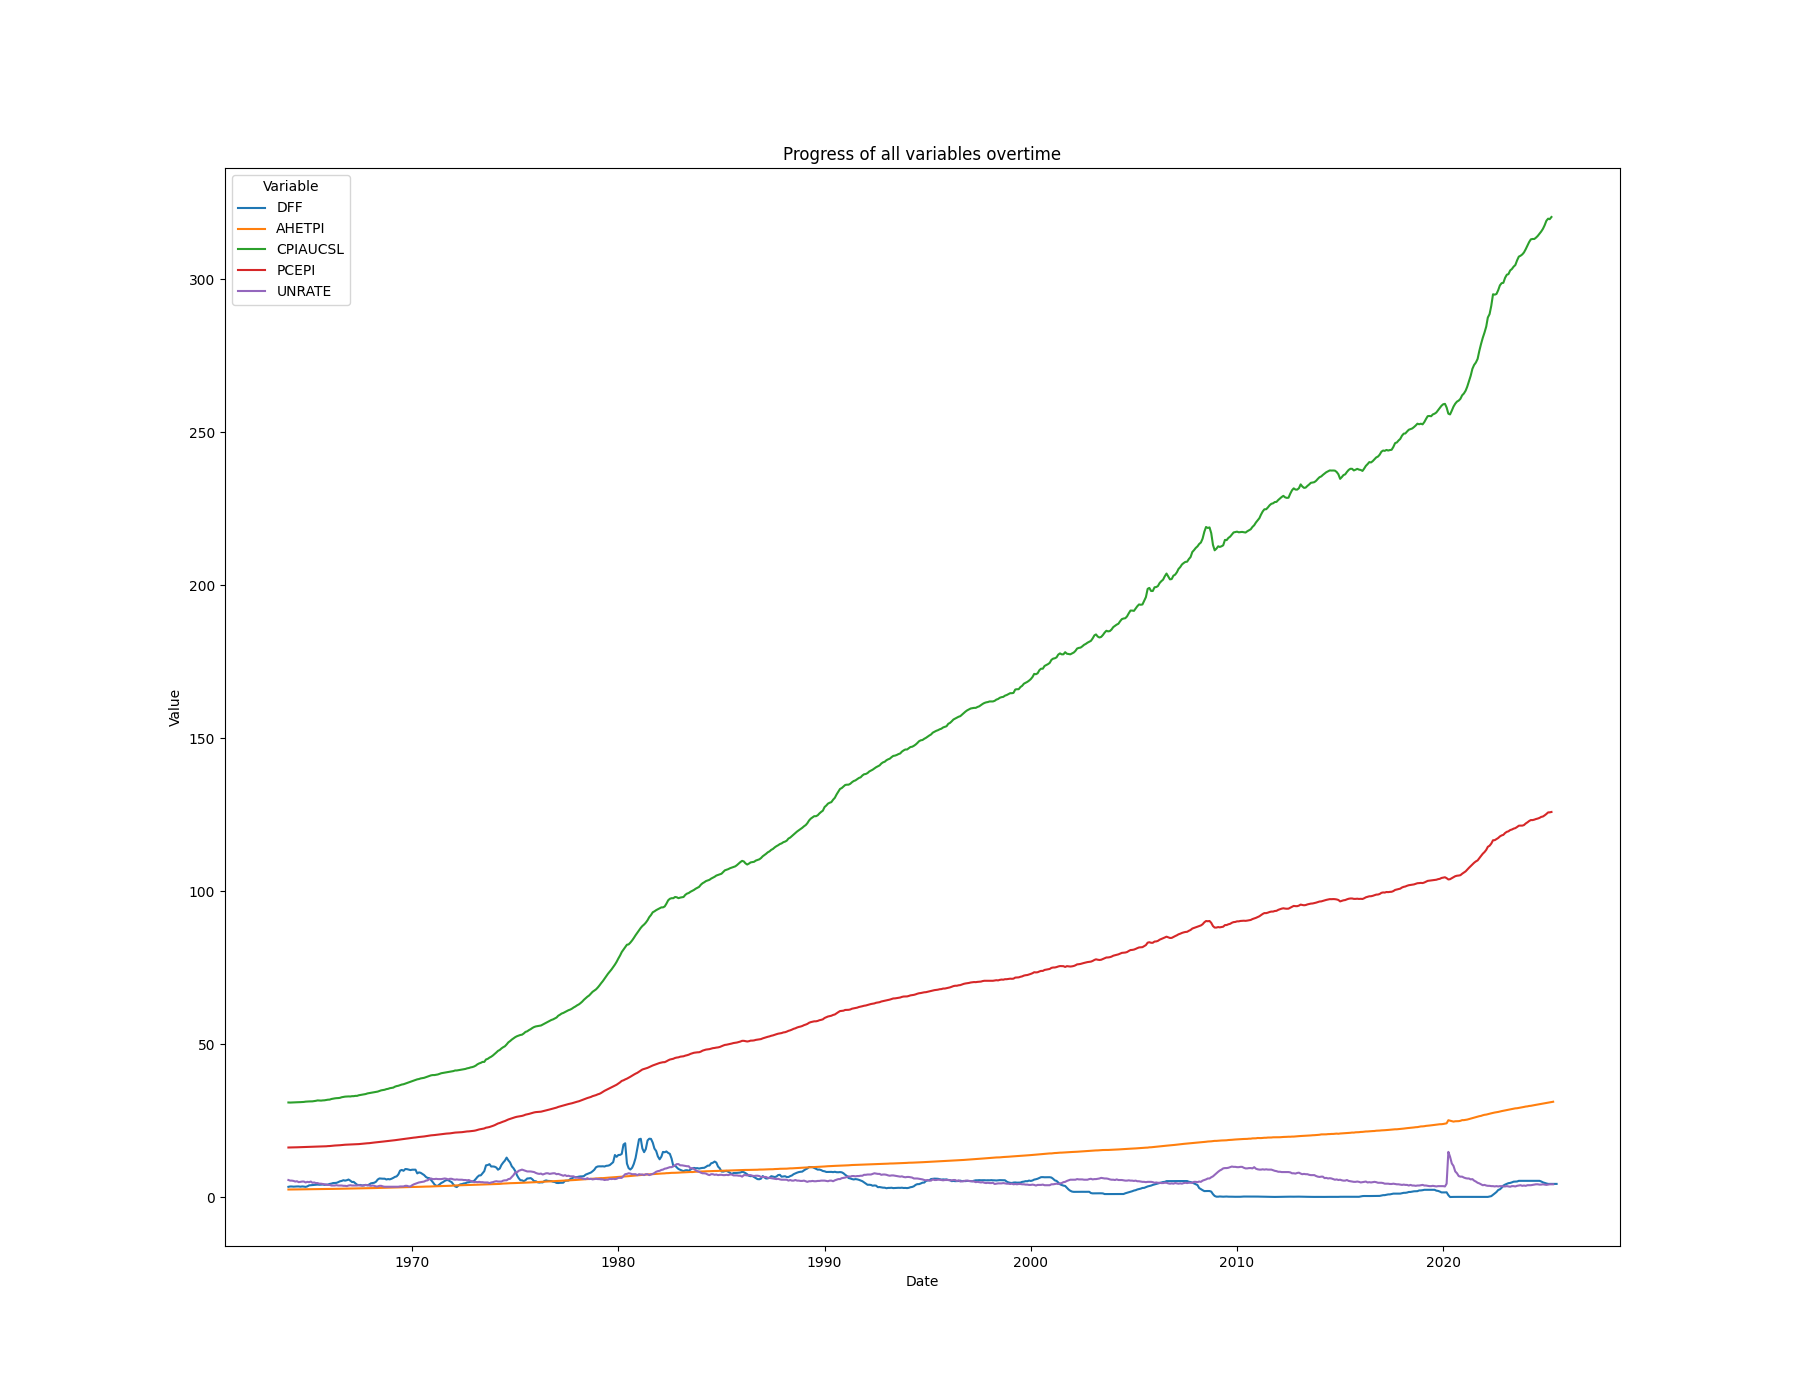 Progress of all variables overtime
Variable
DFF
AHETPI
CPIAUCSL
PCEPI
UNRATE
300
250
200
150
100
50
0
Value
1970 1980 1990 2000 2010 2020
Date